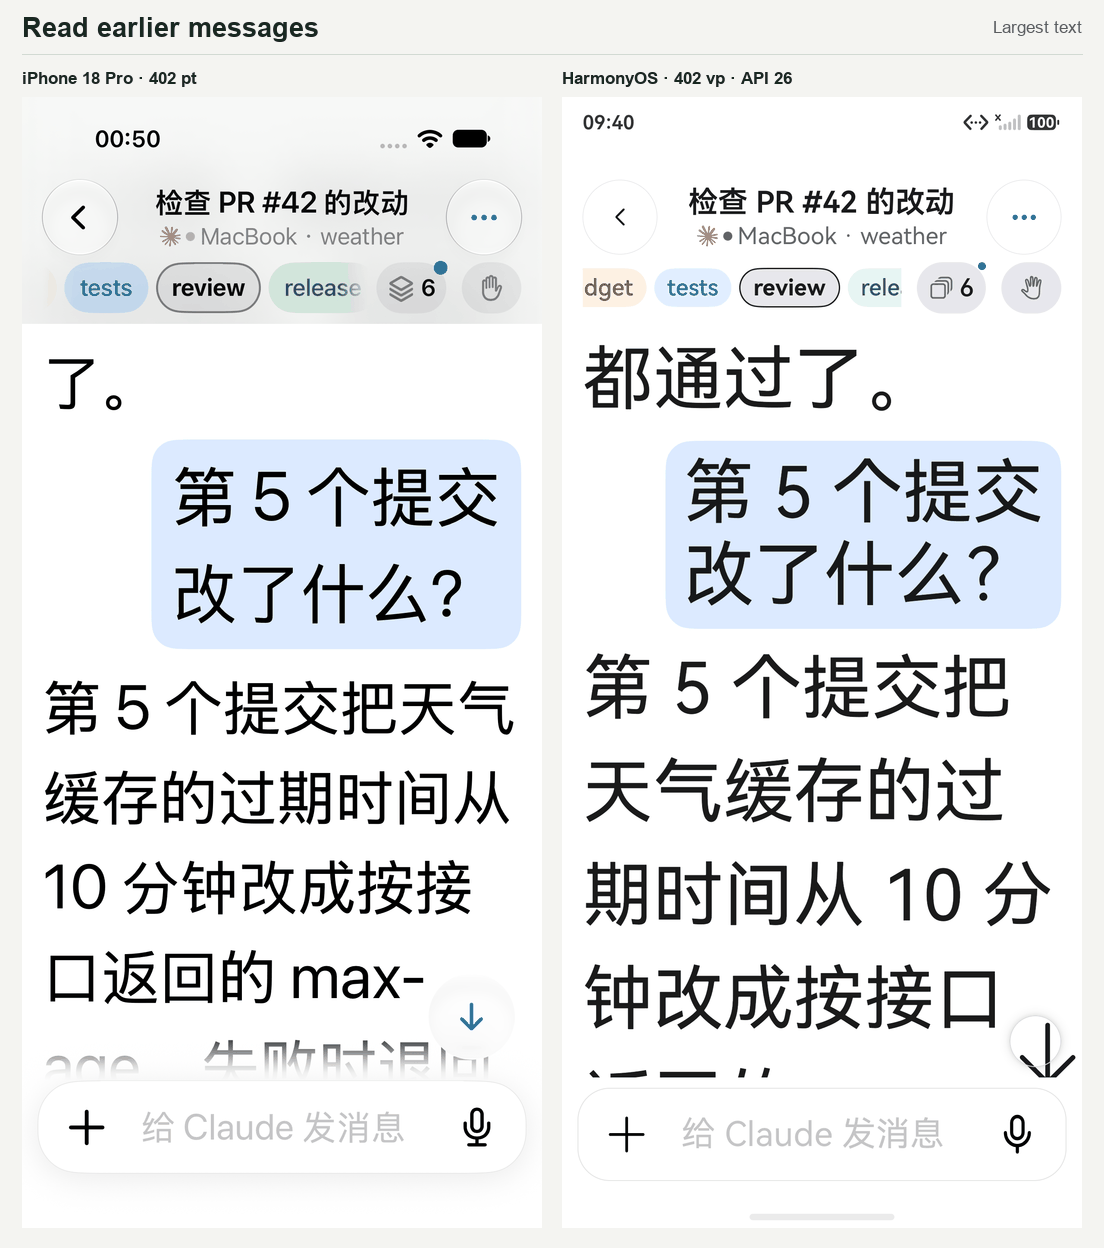 Read earlier messages
Largest text
iPhone 18 Pro · 402 pt
00:50
检查 PR #42 的改动
MacBook · weather
tests
review
release
6
了。
第 5 个提交
改了什么?
第 5 个提交把天气
缓存的过期时间从
10 分钟改成按接
口返回的 max-
age
失败时退回
给 Claude 发消息
HarmonyOS · 402 vp · API 26
09:40
100
检查 PR #42 的改动
MacBook · weather
dget
tests
review
rele
6
都通过了。
第 5 个提交
改了什么?
第 5 个提交把
天气缓存的过
期时间从 10 分
钟改成按接口
给 Claude 发消息